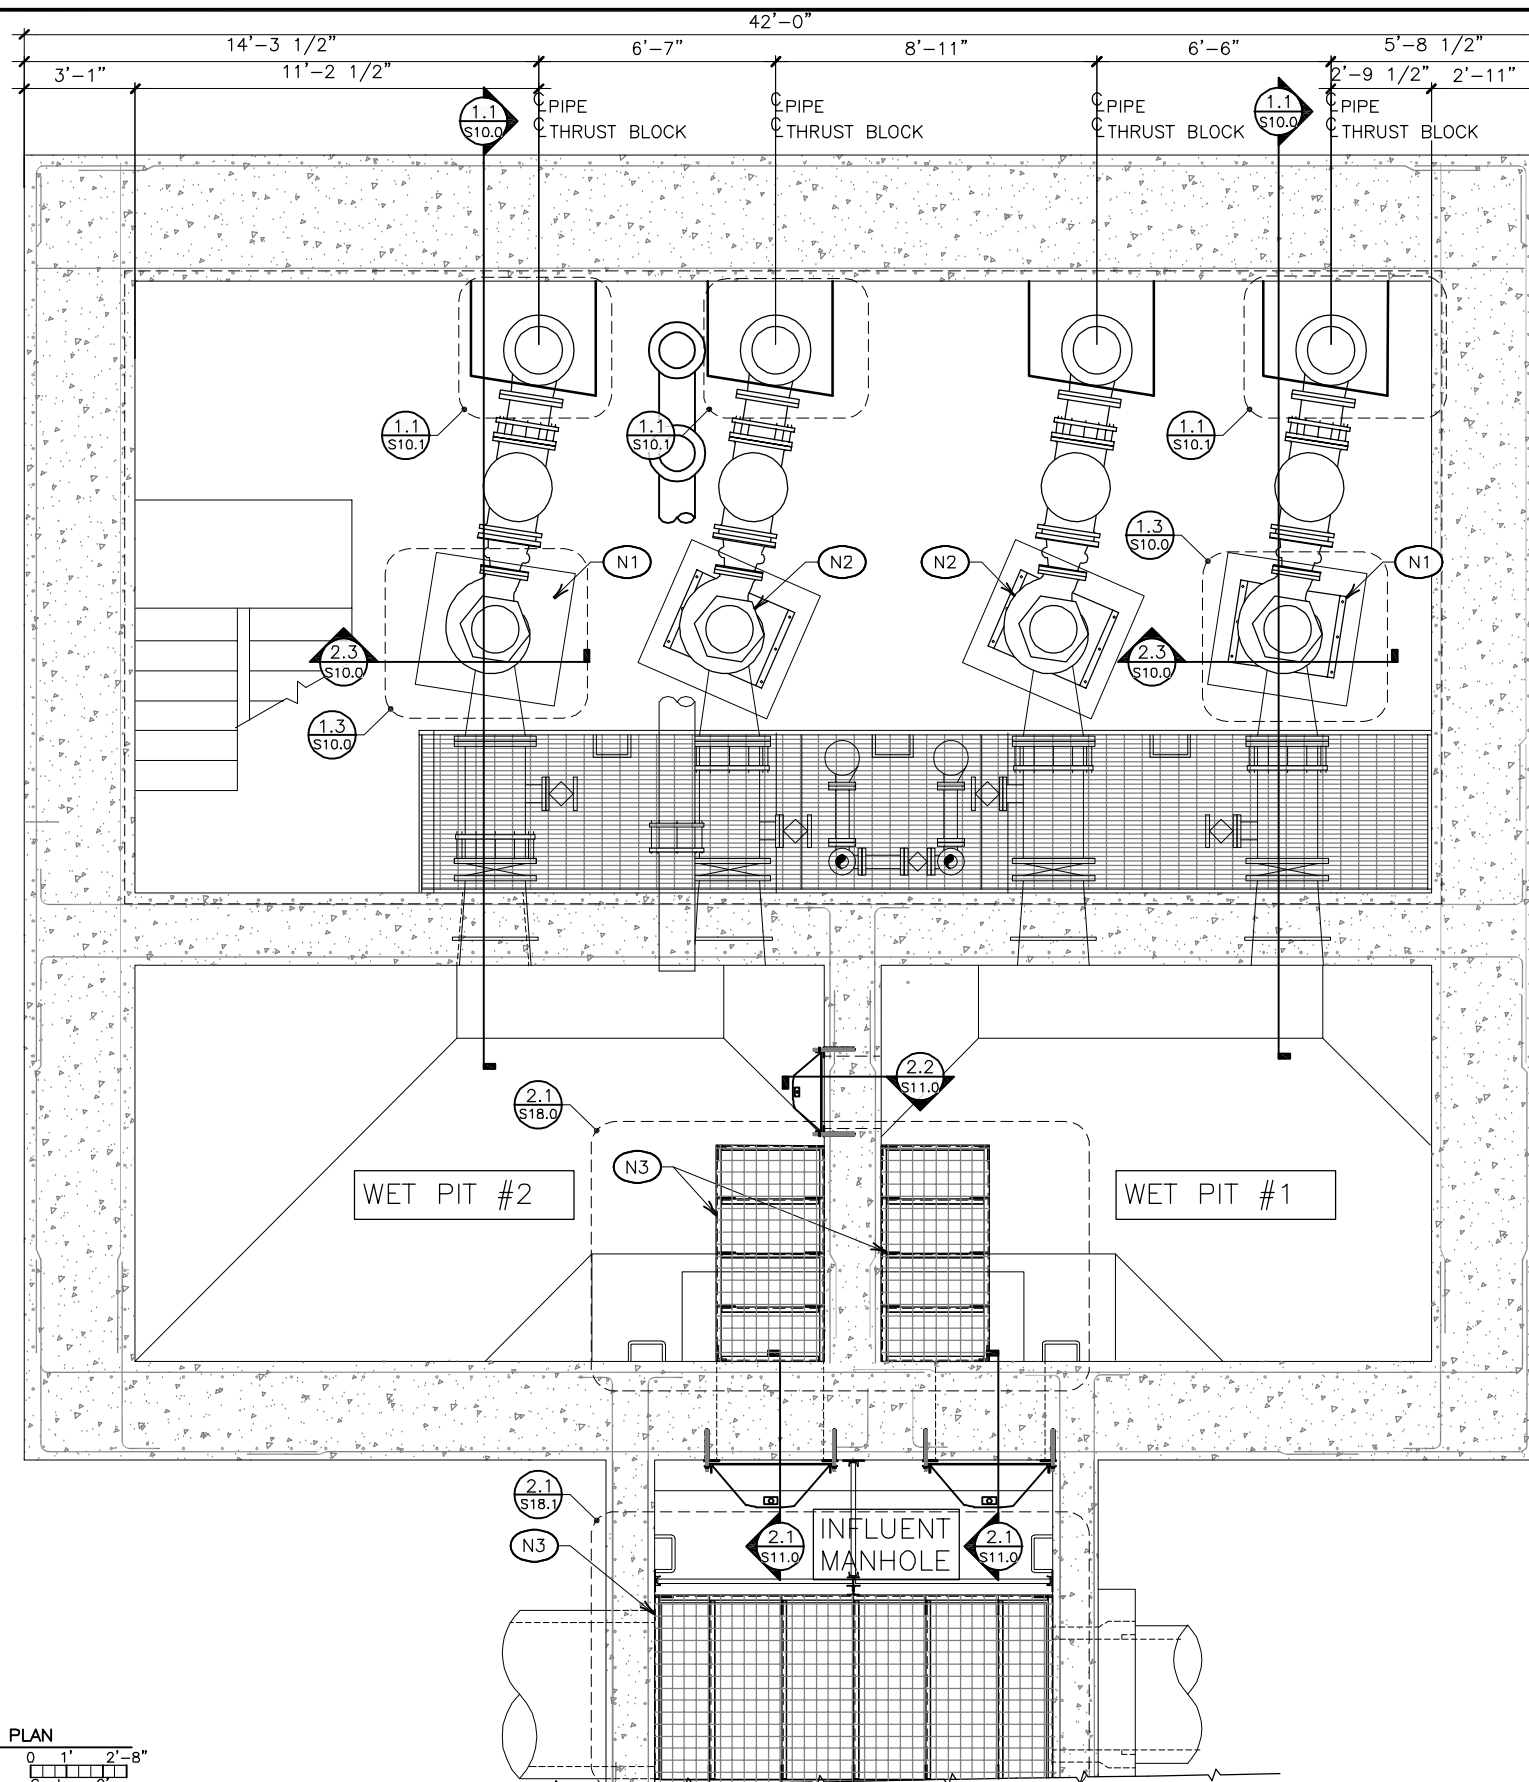 42'-0"
14'-3 1/2"
6'-7"
8'-11"
6'-6"
5'-8 1/2"
3'-1"
11'-2 1/2"
2'-9 1/2"
2'-11"
1.1
S10.0
℄ PIPE
℄ THRUST BLOCK
℄ PIPE
℄ THRUST BLOCK
℄ PIPE
℄ THRUST BLOCK
1.1
S10.0
℄ PIPE
℄ THRUST BLOCK
1.1
S10.1
1.1
S10.1
1.1
S10.1
1.3
S10.0
N1
N2
N2
N1
2.3
S10.0
2.3
S10.0
1.3
S10.0
2.2
S11.0
2.1
S18.0
N3
WET PIT #2
WET PIT #1
2.1
S18.1
N3
2.1
S11.0
INFLUENT
MANHOLE
2.1
S11.0
PLAN
0 1' 2'-8"